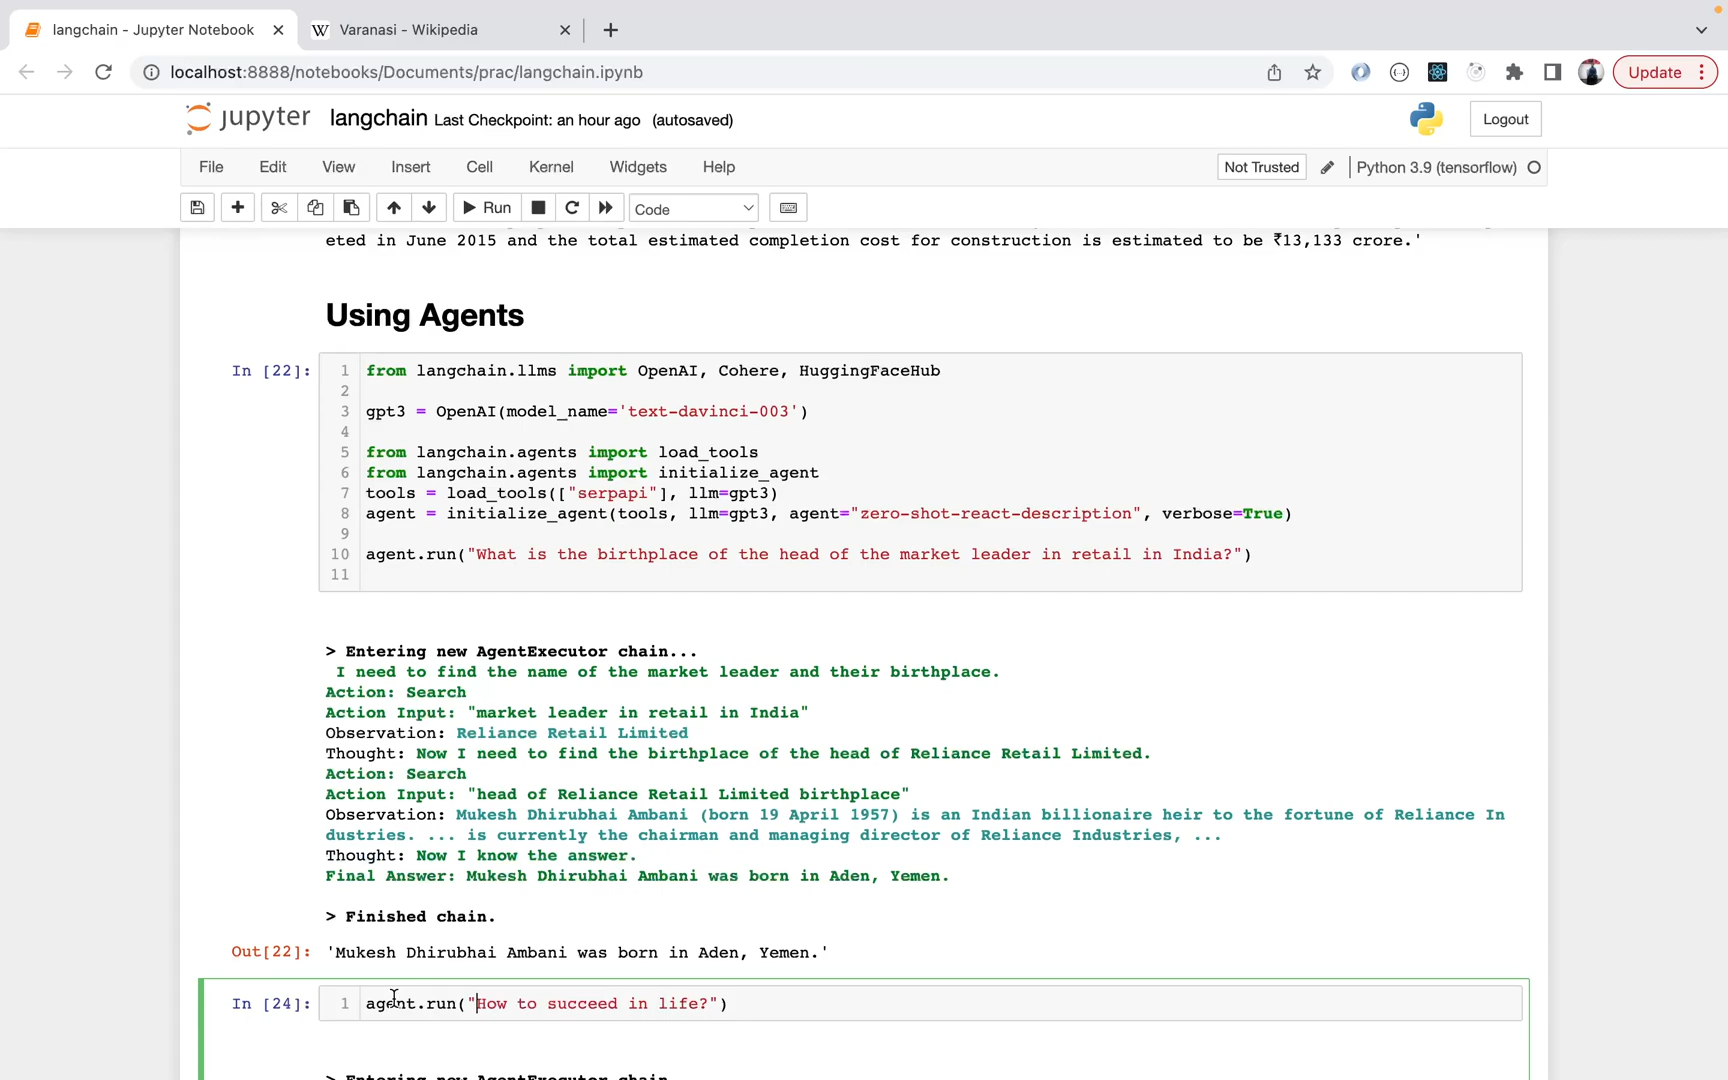 langchain - Jupyter Notebook
Varanasi - Wikipedia
localhost:8888/notebooks/Documents/prac/langchain.ipynb
Update
jupyter langchain Last Checkpoint: an hour ago (autosaved)
Logout
File Edit View Insert Cell Kernel Widgets Help
Not Trusted
Python 3.9 (tensorflow)
Run
Code
eted in June 2015 and the total estimated completion cost for construction is estimated to be ₹13,133 crore.'
Using Agents
In [22]:
1 from langchain.llms import OpenAI, Cohere, HuggingFaceHub
2
3 gpt3 = OpenAI(model_name='text-davinci-003')
4
5 from langchain.agents import load_tools
6 from langchain.agents import initialize_agent
7 tools = load_tools(["serpapi"], llm=gpt3)
8 agent = initialize_agent(tools, llm=gpt3, agent="zero-shot-react-description", verbose=True)
9
10 agent.run("What is the birthplace of the head of the market leader in retail in India?")
11
> Entering new AgentExecutor chain...
I need to find the name of the market leader and their birthplace.
Action: Search
Action Input: "market leader in retail in India"
Observation: Reliance Retail Limited
Thought: Now I need to find the birthplace of the head of Reliance Retail Limited.
Action: Search
Action Input: "head of Reliance Retail Limited birthplace"
Observation: Mukesh Dhirubhai Ambani (born 19 April 1957) is an Indian billionaire heir to the fortune of Reliance In
dustries. ... is currently the chairman and managing director of Reliance Industries, ...
Thought: Now I know the answer.
Final Answer: Mukesh Dhirubhai Ambani was born in Aden, Yemen.
> Finished chain.
Out[22]: 'Mukesh Dhirubhai Ambani was born in Aden, Yemen.'
In [24]: 1 agent.run("How to succeed in life?")
> Entering new AgentExecutor chain